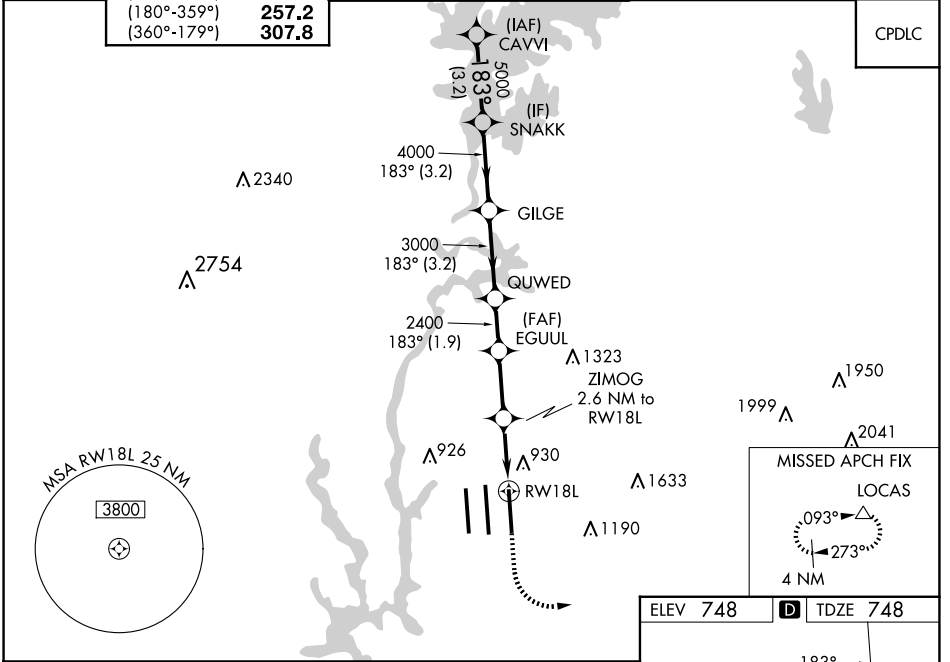 (180°-359°) 257.2
(360°-179°) 307.8
CPDLC
(IAF)
CAVVI
5000
183°
(3.2)
(IF)
SNAKK
4000
183° (3.2)
2340
GILGE
3000
183° (3.2)
2754
QUWED
2400
183° (1.9)
(FAF)
EGUUL
1323
ZIMOG
2.6 NM to
RW18L
1950
1999
2041
926
930
MISSED APCH FIX
MSA RW18L 25 NM
3800
RW18L
1633
LOCAS
093°
273°
4 NM
1190
ELEV 748 D TDZE 748